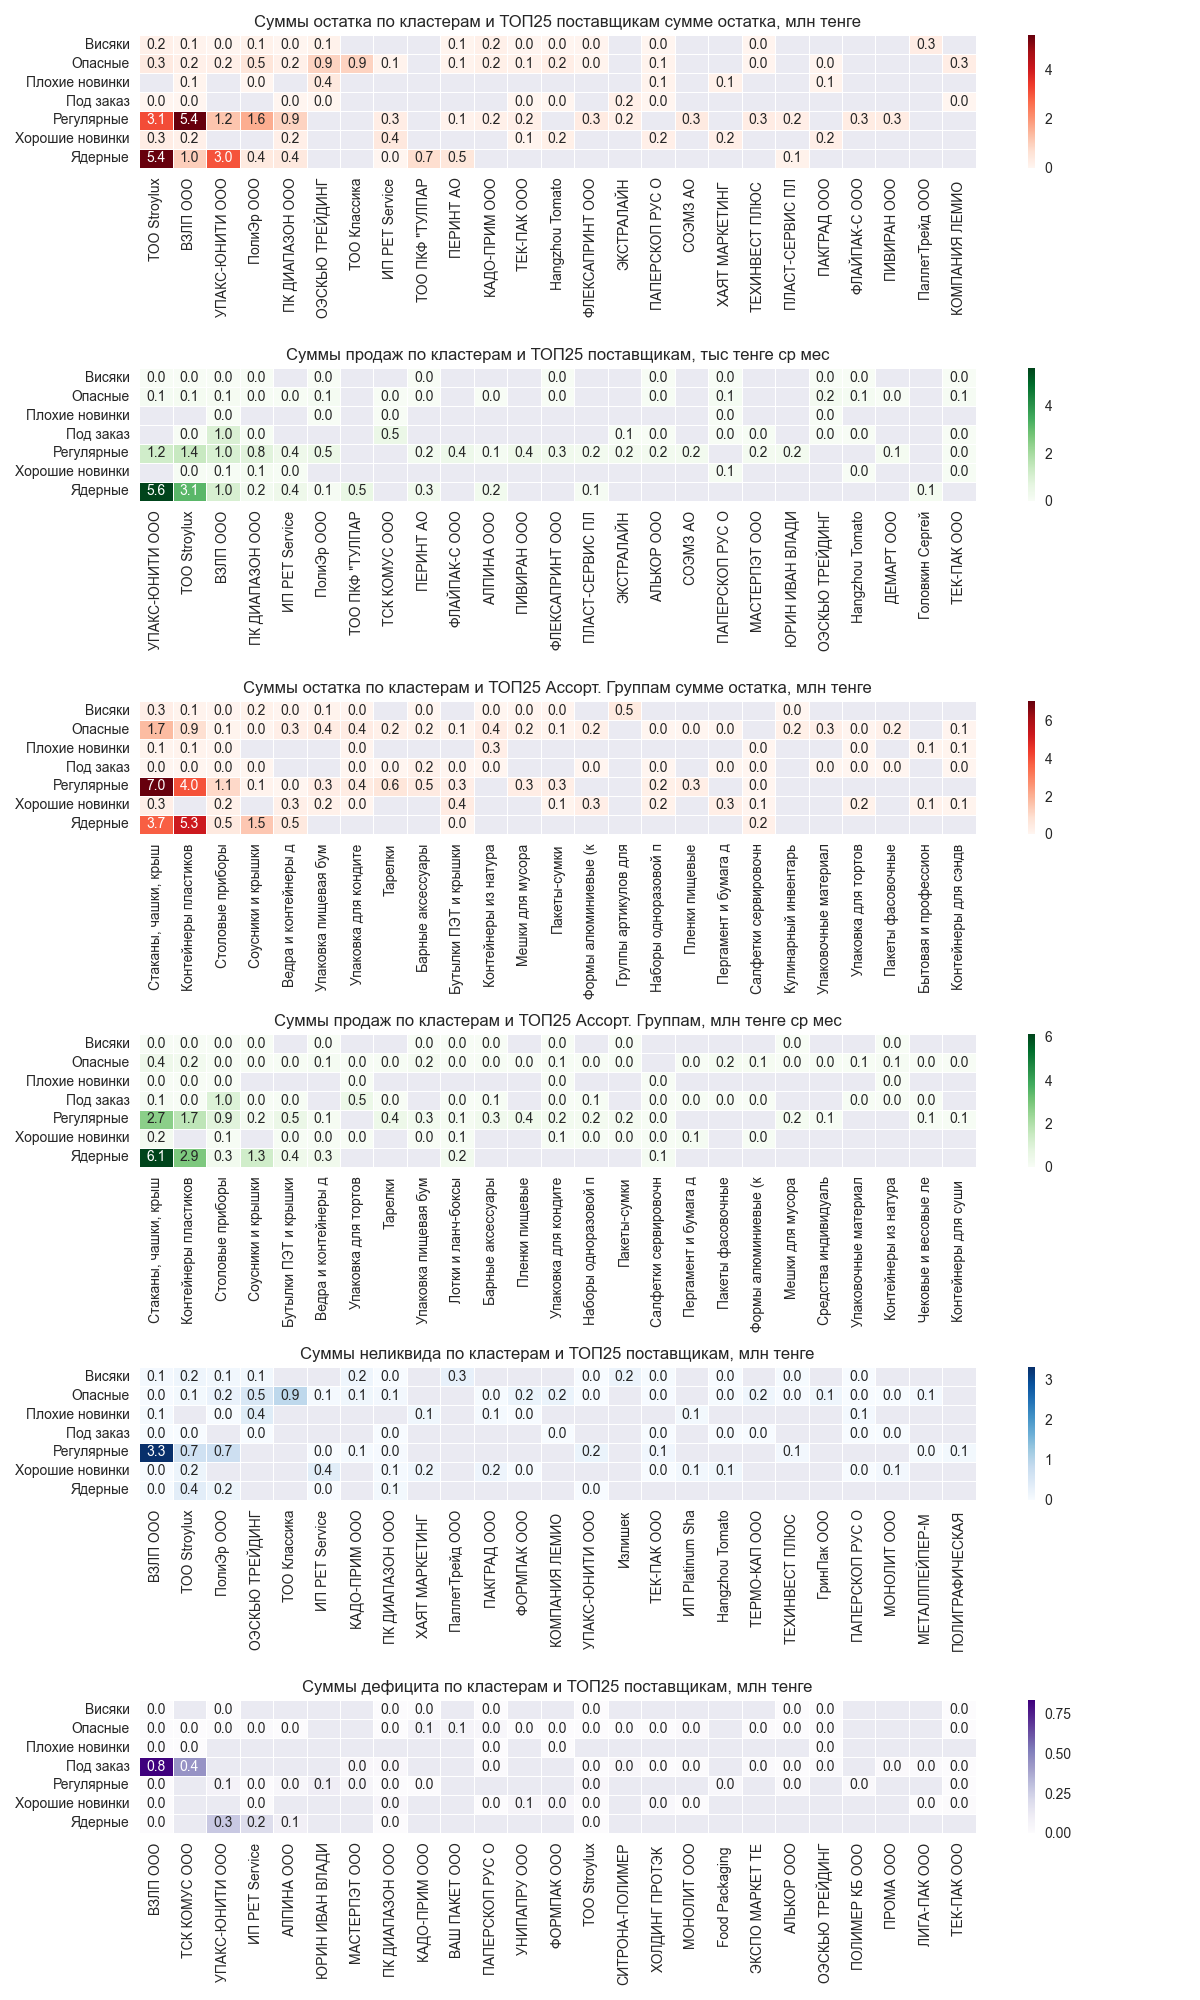 Суммы остатка по кластерам и ТОП25 поставщикам сумме остатка, млн тенге
Висяки 0.2 0.1 0.0 0.1 0.0 0.1 0.1 0.2 0.0 0.0 0.0 0.0 0.0 0.3
Опасные 0.3 0.2 0.2 0.5 0.2 0.9 0.9 0.1 0.1 0.2 0.1 0.2 0.0 0.1 0.0 0.0 0.3
Плохие новинки 0.1 0.0 0.4 0.1 0.1 0.1
Под заказ 0.0 0.0 0.0 0.0 0.0 0.0 0.2 0.0 0.0
Регулярные 3.1 5.4 1.2 1.6 0.9 0.3 0.1 0.2 0.2 0.3 0.2 0.3 0.3 0.2 0.3 0.3
Хорошие новинки 0.3 0.2 0.2 0.4 0.1 0.2 0.2 0.2 0.2
Ядерные 5.4 1.0 3.0 0.4 0.4 0.0 0.7 0.5 0.1
4
2
0
ТОО Stroylux
ВЗЛП ООО
УПАКС-ЮНИТИ ООО
ПолиЭр ООО
ПК ДИАПАЗОН ООО
ОЭСКЬЮ ТРЕЙДИНГ
ТОО Классика
ИП PET Service
ТОО ПКФ "ТУЛПАР
ПЕРИНТ АО
КАДО-ПРИМ ООО
ТЕК-ПАК ООО
Hangzhou Tomato
ФЛЕКСАПРИНТ ООО
ЭКСТРАЛАЙН
ПАПЕРСКОП РУС О
СОЭМЗ АО
ХАЯТ МАРКЕТИНГ
ТЕХИНВЕСТ ПЛЮС
ПЛАСТ-СЕРВИС ПЛ
ПАКГРАД ООО
ФЛАЙПАК-С ООО
ПИВИРАН ООО
ПаллетТрейд ООО
КОМПАНИЯ ЛЕМИО
Суммы продаж по кластерам и ТОП25 поставщикам, тыс тенге ср мес
Висяки 0.0 0.0 0.0 0.0 0.0 0.0 0.0 0.0 0.0 0.0 0.0 0.0
Опасные 0.1 0.1 0.1 0.0 0.0 0.1 0.0 0.0 0.0 0.0 0.0 0.1 0.2 0.1 0.0 0.1
Плохие новинки 0.0 0.0 0.0 0.0 0.0
Под заказ 0.0 1.0 0.0 0.5 0.1 0.0 0.0 0.0 0.0 0.0 0.0
Регулярные 1.2 1.4 1.0 0.8 0.4 0.5 0.2 0.4 0.1 0.4 0.3 0.2 0.2 0.2 0.2 0.2 0.2 0.1 0.0
Хорошие новинки 0.0 0.1 0.1 0.0 0.1 0.0 0.0
Ядерные 5.6 3.1 1.0 0.2 0.4 0.1 0.5 0.3 0.2 0.1 0.1
4
2
0
УПАКС-ЮНИТИ ООО
ТОО Stroylux
ВЗЛП ООО
ПК ДИАПАЗОН ООО
ИП PET Service
ПолиЭр ООО
ТОО ПКФ "ТУЛПАР
ТСК КОМУС ООО
ПЕРИНТ АО
ФЛАЙПАК-С ООО
АЛПИНА ООО
ПИВИРАН ООО
ФЛЕКСАПРИНТ ООО
ПЛАСТ-СЕРВИС ПЛ
ЭКСТРАЛАЙН
АЛЬКОР ООО
СОЭМЗ АО
ПАПЕРСКОП РУС О
МАСТЕРПЭТ ООО
ЮРИН ИВАН ВЛАДИ
ОЭСКЬЮ ТРЕЙДИНГ
Hangzhou Tomato
ДЕМАРТ ООО
Головкин Сергей
ТЕК-ПАК ООО
Суммы остатка по кластерам и ТОП25 Ассорт. Группам сумме остатка, млн тенге
Висяки 0.3 0.1 0.0 0.2 0.0 0.1 0.0 0.0 0.0 0.0 0.0 0.5 0.0
Опасные 1.7 0.9 0.1 0.0 0.3 0.4 0.4 0.2 0.2 0.1 0.4 0.2 0.1 0.2 0.0 0.0 0.0 0.2 0.3 0.0 0.2 0.1
Плохие новинки 0.1 0.1 0.0 0.0 0.3 0.0 0.0 0.1 0.1
Под заказ 0.0 0.0 0.0 0.0 0.0 0.2 0.0 0.0 0.0 0.0 0.0 0.0 0.0 0.0 0.0 0.0
Регулярные 7.0 4.0 1.1 0.1 0.0 0.3 0.4 0.6 0.5 0.3 0.3 0.3 0.2 0.3 0.0
Хорошие новинки 0.3 0.2 0.3 0.2 0.0 0.4 0.1 0.3 0.2 0.3 0.1 0.2 0.1 0.1
Ядерные 3.7 5.3 0.5 1.5 0.5 0.0 0.2
6
4
2
0
Стаканы, чашки, крыш
Контейнеры пластиков
Столовые приборы
Соусники и крышки
Ведра и контейнеры д
Упаковка пищевая бум
Упаковка для кондите
Тарелки
Барные аксессуары
Бутылки ПЭТ и крышки
Контейнеры из натура
Мешки для мусора
Пакеты-сумки
Формы алюминиевые (к
Группы артикулов для
Наборы одноразовой п
Пленки пищевые
Пергамент и бумага д
Салфетки сервировочн
Кулинарный инвентарь
Упаковочные материал
Упаковка для тортов
Пакеты фасовочные
Бытовая и профессион
Контейнеры для сэндв
Суммы продаж по кластерам и ТОП25 Ассорт. Группам, млн тенге ср мес
Висяки 0.0 0.0 0.0 0.0 0.0 0.0 0.0 0.0 0.0 0.0 0.0 0.0
Опасные 0.4 0.2 0.0 0.0 0.0 0.1 0.0 0.0 0.2 0.0 0.0 0.0 0.1 0.0 0.0 0.0 0.2 0.1 0.0 0.0 0.1 0.1 0.0 0.0
Плохие новинки 0.0 0.0 0.0 0.0 0.0 0.0 0.0
Под заказ 0.1 0.0 1.0 0.0 0.0 0.5 0.0 0.0 0.1 0.0 0.1 0.0 0.0 0.0 0.0 0.0 0.0 0.0
Регулярные 2.7 1.7 0.9 0.2 0.5 0.1 0.4 0.3 0.1 0.3 0.4 0.2 0.2 0.2 0.0 0.2 0.1 0.1 0.1
Хорошие новинки 0.2 0.1 0.0 0.0 0.0 0.0 0.1 0.1 0.0 0.0 0.0 0.1 0.0
Ядерные 6.1 2.9 0.3 1.3 0.4 0.3 0.2 0.1
6
4
2
0
Стаканы, чашки, крыш
Контейнеры пластиков
Столовые приборы
Соусники и крышки
Бутылки ПЭТ и крышки
Ведра и контейнеры д
Упаковка для тортов
Тарелки
Упаковка пищевая бум
Лотки и ланч-боксы
Барные аксессуары
Пленки пищевые
Упаковка для кондите
Наборы одноразовой п
Пакеты-сумки
Салфетки сервировочн
Пергамент и бумага д
Пакеты фасовочные
Формы алюминиевые (к
Мешки для мусора
Средства индивидуаль
Упаковочные материал
Контейнеры из натура
Чековые и весовые ле
Контейнеры для суши
Суммы неликвида по кластерам и ТОП25 поставщикам, млн тенге
Висяки 0.1 0.2 0.1 0.1 0.2 0.0 0.3 0.0 0.2 0.0 0.0 0.0 0.0
Опасные 0.0 0.1 0.2 0.5 0.9 0.1 0.1 0.1 0.0 0.2 0.2 0.0 0.0 0.0 0.2 0.0 0.1 0.0 0.0 0.1
Плохие новинки 0.1 0.0 0.4 0.1 0.1 0.0 0.1 0.1
Под заказ 0.0 0.0 0.0 0.0 0.0 0.0 0.0 0.0 0.0 0.0
Регулярные 3.3 0.7 0.7 0.0 0.1 0.0 0.2 0.1 0.1 0.0 0.1
Хорошие новинки 0.0 0.2 0.4 0.1 0.2 0.2 0.0 0.0 0.1 0.1 0.0 0.1
Ядерные 0.0 0.4 0.2 0.0 0.1 0.0
3
2
1
0
ВЗЛП ООО
ТОО Stroylux
ПолиЭр ООО
ОЭСКЬЮ ТРЕЙДИНГ
ТОО Классика
ИП PET Service
КАДО-ПРИМ ООО
ПК ДИАПАЗОН ООО
ХАЯТ МАРКЕТИНГ
ПаллетТрейд ООО
ПАКГРАД ООО
ФОРМПАК ООО
КОМПАНИЯ ЛЕМИО
УПАКС-ЮНИТИ ООО
Излишек
ТЕК-ПАК ООО
ИП Platinum Sha
Hangzhou Tomato
ТЕРМО-КАП ООО
ТЕХИНВЕСТ ПЛЮС
ГринПак ООО
ПАПЕРСКОП РУС О
МОНОЛИТ ООО
МЕТАЛЛПЕЙПЕР-М
ПОЛИГРАФИЧЕСКАЯ
Суммы дефицита по кластерам и ТОП25 поставщикам, млн тенге
Висяки 0.0 0.0 0.0 0.0 0.0 0.0 0.0 0.0 0.0
Опасные 0.0 0.0 0.0 0.0 0.0 0.0 0.1 0.1 0.0 0.0 0.0 0.0 0.0 0.0 0.0 0.0 0.0 0.0 0.0
Плохие новинки 0.0 0.0 0.0 0.0 0.0
Под заказ 0.8 0.4 0.0 0.0 0.0 0.0 0.0 0.0 0.0 0.0 0.0 0.0 0.0 0.0 0.0
Регулярные 0.0 0.1 0.0 0.0 0.1 0.0 0.0 0.0 0.0 0.0 0.0 0.0 0.0
Хорошие новинки 0.0 0.0 0.0 0.0 0.1 0.0 0.0 0.0 0.0 0.0
Ядерные 0.0 0.3 0.2 0.1 0.0 0.0
0.75
0.50
0.25
0.00
ВЗЛП ООО
ТСК КОМУС ООО
УПАКС-ЮНИТИ ООО
ИП PET Service
АЛПИНА ООО
ЮРИН ИВАН ВЛАДИ
МАСТЕРПЭТ ООО
ПК ДИАПАЗОН ООО
КАДО-ПРИМ ООО
ВАШ ПАКЕТ ООО
ПАПЕРСКОП РУС О
УНИПАПРУ ООО
ФОРМПАК ООО
ТОО Stroylux
СИТРОНА-ПОЛИМЕР
ХОЛДИНГ ПРОТЭК
МОНОЛИТ ООО
Food Packaging
ЭКСПО МАРКЕТ ТЕ
АЛЬКОР ООО
ОЭСКЬЮ ТРЕЙДИНГ
ПОЛИМЕР КБ ООО
ПРОМА ООО
ЛИГА-ПАК ООО
ТЕК-ПАК ООО